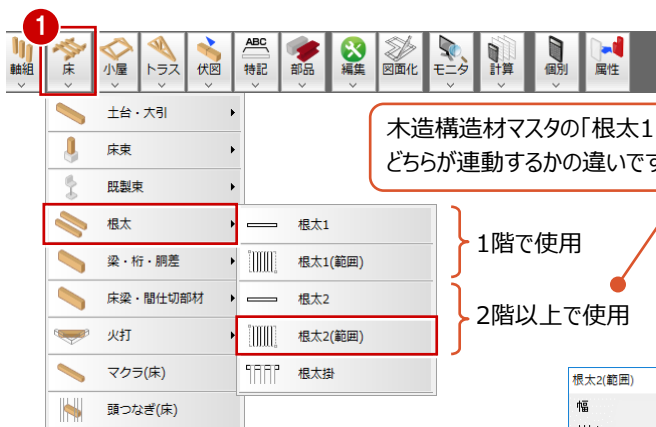 1
軸組
床
小屋
トラス
伏図
ABC
特記
部品
編集
図面化
モニタ
計算
個別
属性
土台・大引
床束
既製束
根太
梁・桁・胴差
床梁・間仕切部材
火打
マクラ(床)
頭つなぎ(床)
根太1
根太1(範囲)
根太2
根太2(範囲)
根太掛
木造構造材マスタの「根太1
どちらが連動するかの違いです
1階で使用
2階以上で使用
根太2(範囲)
幅